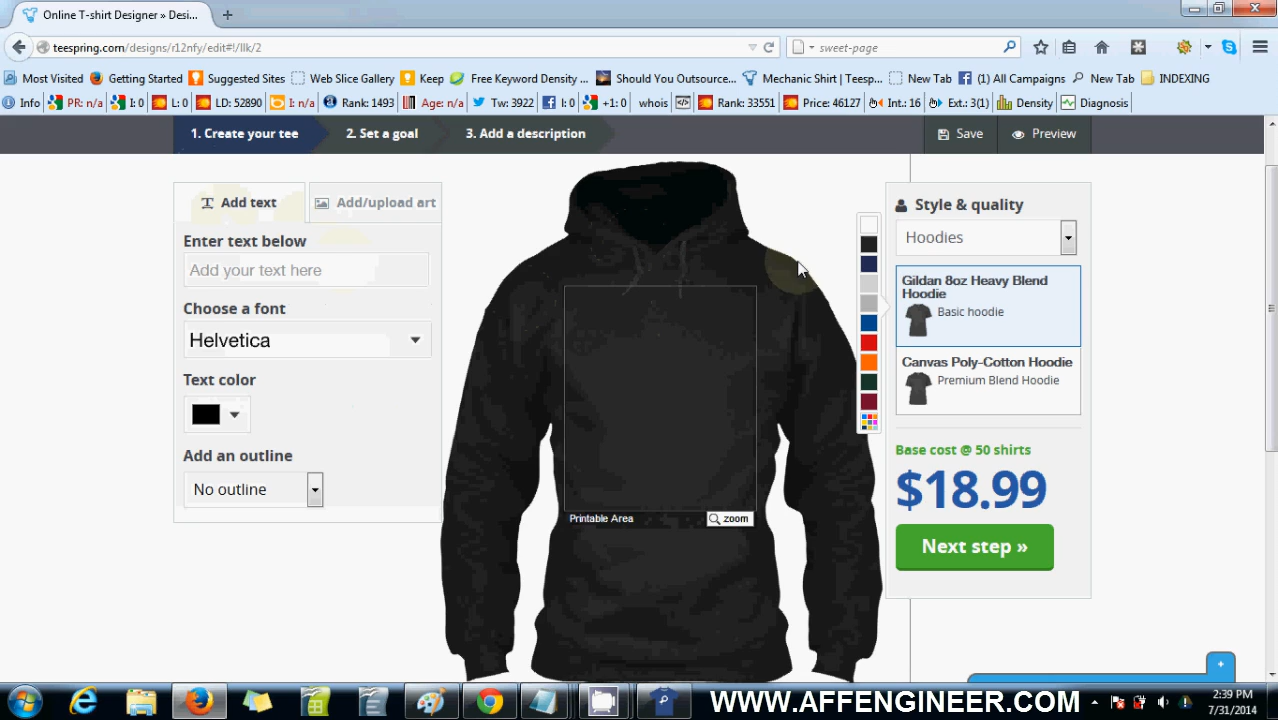 Online T-shirt Designer » Desi...
teespring.com/designs/r12nfy/edit#!/llk/2
sweet-page
Most Visited Getting Started Suggested Sites Web Slice Gallery Keep Free Keyword Density ... Should You Outsource... Mechanic Shirt | Teesp... New Tab (1) All Campaigns New Tab INDEXING
Info PR: n/a I: 0 L: 0 LD: 52890 I: n/a Rank: 1493 Age: n/a Tw: 3922 I: 0 +1: 0 whois Rank: 33551 Price: 46127 Int.: 16 Ext.: 3(1) Density Diagnosis
1. Create your tee 2. Set a goal 3. Add a description Save Preview
Add text Add/upload art
Enter text below
Add your text here
Choose a font
Helvetica
Text color
Add an outline
No outline
Printable Area zoom
Style & quality
Hoodies
Gildan 8oz Heavy Blend
Hoodie
Basic hoodie
Canvas Poly-Cotton Hoodie
Premium Blend Hoodie
Base cost @ 50 shirts
$18.99
Next step »
WWW.AFFENGINEER.COM
2:39 PM
7/31/2014